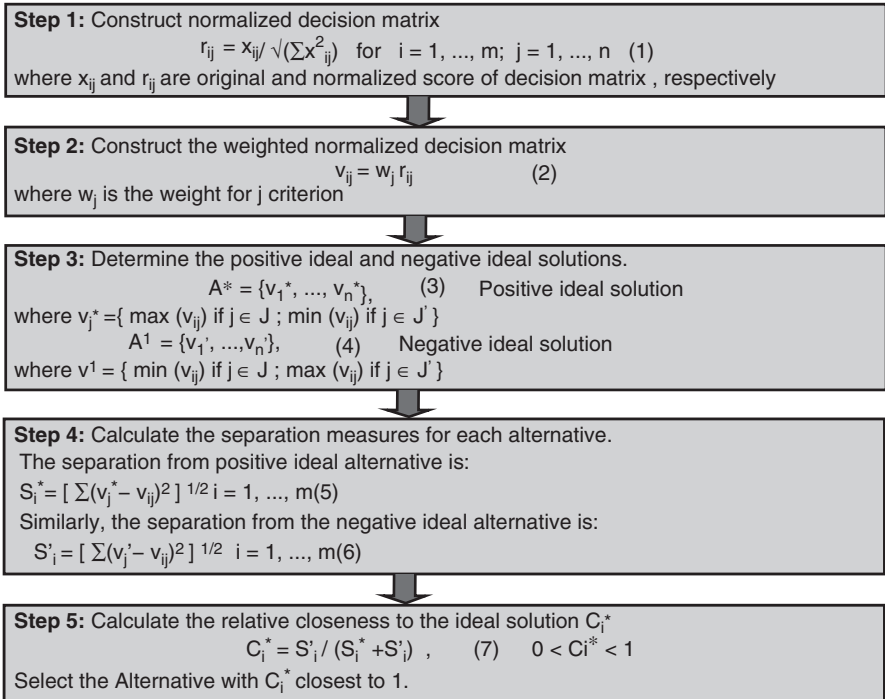 Step 1: Construct normalized decision matrix
r_ij = x_ij/ √(∑x²_ij) for i = 1, ..., m; j = 1, ..., n (1)
where x_ij and r_ij are original and normalized score of decision matrix , respectively
Step 2: Construct the weighted normalized decision matrix
v_ij = w_j r_ij (2)
where w_j is the weight for j criterion
Step 3: Determine the positive ideal and negative ideal solutions.
A* = {v_1*, ..., v_n*}, (3) Positive ideal solution
where v_j* ={ max (v_ij) if j ∈ J ; min (v_ij) if j ∈ J' }
A¹ = {v_1', ...,v_n'}, (4) Negative ideal solution
where v¹ = { min (v_ij) if j ∈ J ; max (v_ij) if j ∈ J' }
Step 4: Calculate the separation measures for each alternative.
The separation from positive ideal alternative is:
S_i* = [ ∑(v_j* − v_ij)² ] ^1/2 i = 1, ..., m(5)
Similarly, the separation from the negative ideal alternative is:
S'_i = [ ∑(v_j' − v_ij)² ] ^1/2 i = 1, ..., m(6)
Step 5: Calculate the relative closeness to the ideal solution C_i*
C_i* = S'_i / (S_i* +S'_i) , (7) 0 < Ci* < 1
Select the Alternative with C_i* closest to 1.